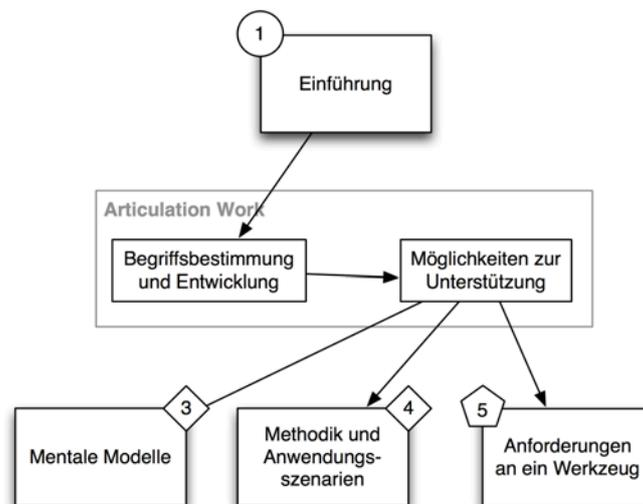 1
Einführung
Articulation Work
Begriffsbestimmung
und Entwicklung
Möglichkeiten zur
Unterstützung
3
Mentale Modelle
4
Methodik und
Anwendungs-
szenarien
5
Anforderungen
an ein Werkzeug